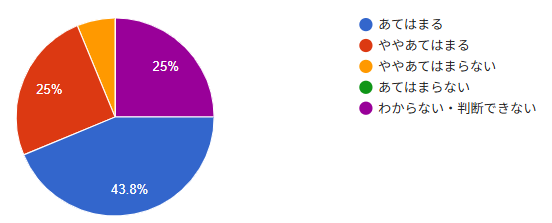 あてはまる
ややあてはまる
ややあてはまらない
あてはまらない
わからない・判断できない
25%
25%
43.8%